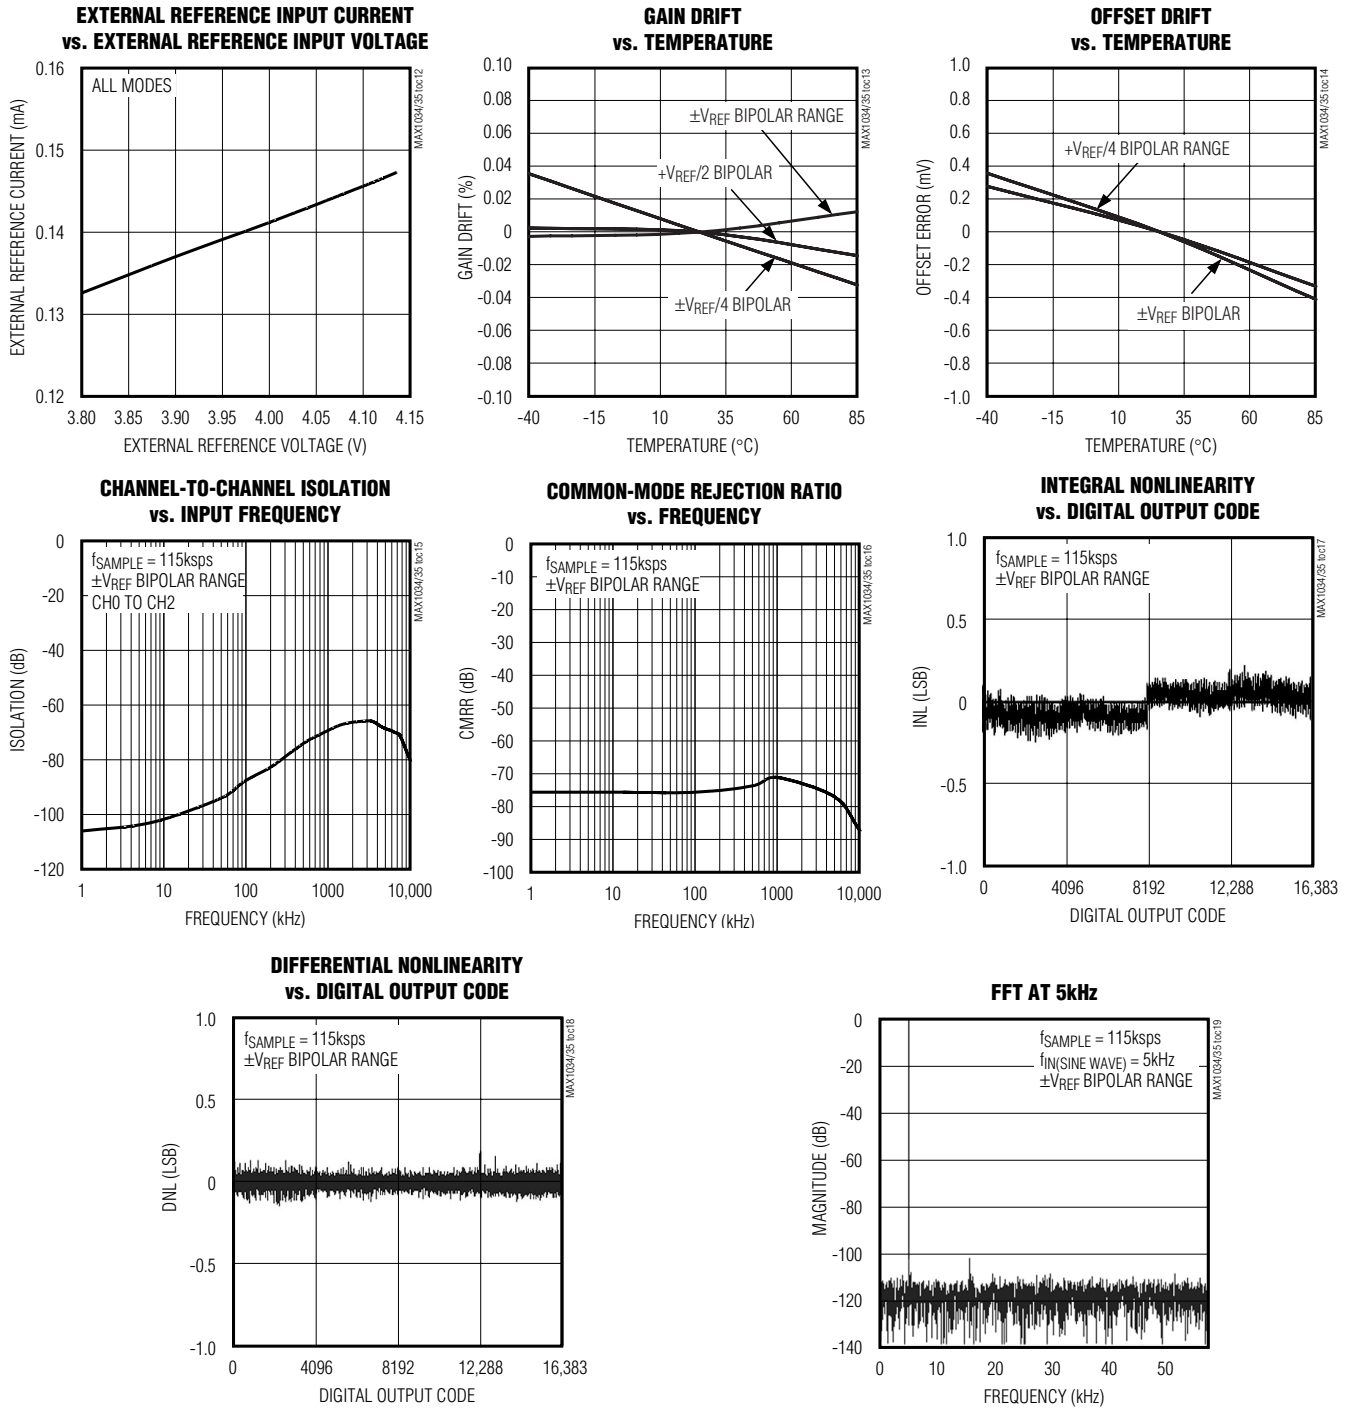 EXTERNAL REFERENCE INPUT CURRENT
vs. EXTERNAL REFERENCE INPUT VOLTAGE
ALL MODES
MAX1034/35 toc12
EXTERNAL REFERENCE CURRENT (mA)
0.16
0.15
0.14
0.13
0.12
3.80 3.85 3.90 3.95 4.00 4.05 4.10 4.15
EXTERNAL REFERENCE VOLTAGE (V)
GAIN DRIFT
vs. TEMPERATURE
MAX1034/35 toc13
GAIN DRIFT (%)
0.10
0.08
0.06
0.04
0.02
0
-0.02
-0.04
-0.06
-0.08
-0.10
±VREF BIPOLAR RANGE
+VREF/2 BIPOLAR
±VREF/4 BIPOLAR
-40 -15 10 35 60 85
TEMPERATURE (°C)
OFFSET DRIFT
vs. TEMPERATURE
MAX1034/35 toc14
OFFSET ERROR (mV)
1.0
0.8
0.6
0.4
0.2
0
-0.2
-0.4
-0.6
-0.8
-1.0
+VREF/4 BIPOLAR RANGE
±VREF BIPOLAR
-40 -15 10 35 60 85
TEMPERATURE (°C)
CHANNEL-TO-CHANNEL ISOLATION
vs. INPUT FREQUENCY
fSAMPLE = 115ksps
±VREF BIPOLAR RANGE
CH0 TO CH2
MAX1034/35 toc15
ISOLATION (dB)
0
-20
-40
-60
-80
-100
-120
1 10 100 1000 10,000
FREQUENCY (kHz)
COMMON-MODE REJECTION RATIO
vs. FREQUENCY
fSAMPLE = 115ksps
±VREF BIPOLAR RANGE
MAX1034/35 toc16
CMRR (dB)
0
-10
-20
-30
-40
-50
-60
-70
-80
-90
-100
1 10 100 1000 10,000
FREQUENCY (kHz)
INTEGRAL NONLINEARITY
vs. DIGITAL OUTPUT CODE
fSAMPLE = 115ksps
±VREF BIPOLAR RANGE
MAX1034/35 toc17
INL (LSB)
1.0
0.5
0
-0.5
-1.0
0 4096 8192 12,288 16,383
DIGITAL OUTPUT CODE
DIFFERENTIAL NONLINEARITY
vs. DIGITAL OUTPUT CODE
fSAMPLE = 115ksps
±VREF BIPOLAR RANGE
MAX1034/35 toc18
DNL (LSB)
1.0
0.5
0
-0.5
-1.0
0 4096 8192 12,288 16,383
DIGITAL OUTPUT CODE
FFT AT 5kHz
fSAMPLE = 115ksps
fIN(SINE WAVE) = 5kHz
±VREF BIPOLAR RANGE
MAX1034/35 toc19
MAGNITUDE (dB)
0
-20
-40
-60
-80
-100
-120
-140
0 10 20 30 40 50
FREQUENCY (kHz)